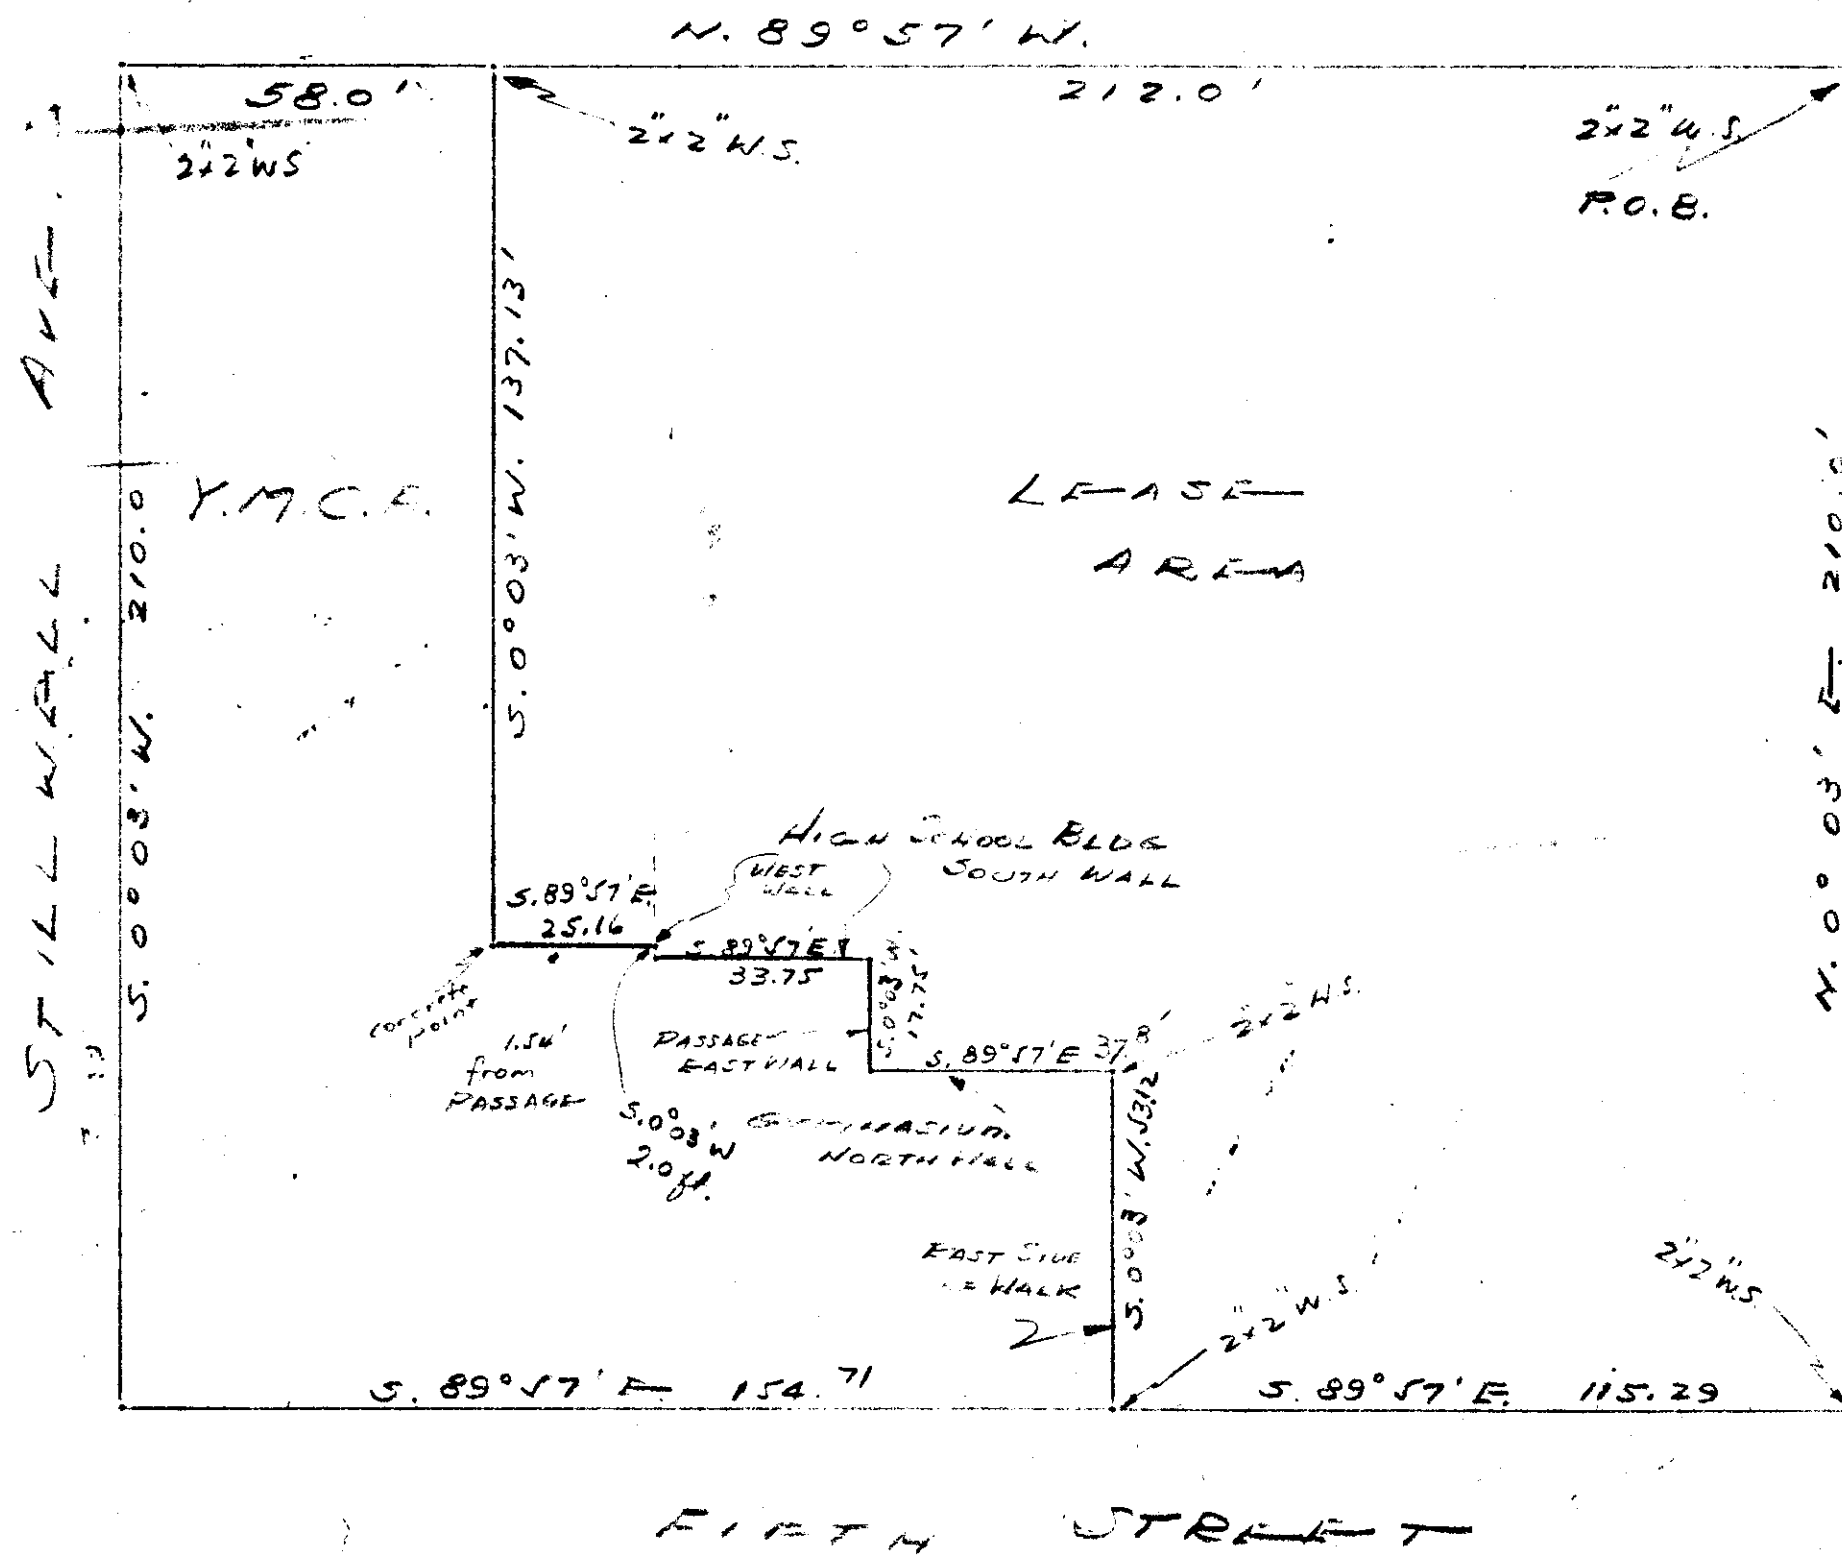 N. 89°57' W.
58.0'
212.0'
2"x2" W.S.
2"x2" W.S.
2"x2" W.S.
P.O.B.
STILLWELL AVE.
S. 0°03' W. 210.0
Y.M.C.A.
S. 0°03' W. 137.13'
LEASE
AREA
N. 0°03' E. 210.0'
HIGH SCHOOL BLDG
WEST
WALL
SOUTH WALL
S. 89°57' E.
25.16
S. 89°57' E.
33.75
S. 0°03' W.
17.75'
concrete
point
1.54'
from
PASSAGE
PASSAGE
EAST WALL
S. 89°57' E 37.8'
2"x2" W.S.
S. 0°03' W
2.0 ft.
GYMNASIUM
NORTH WALL
S. 0°03' W. 53.12
EAST SIDE
WALK
2"x2" W.S.
2"x2" W.S.
S. 89°57' E 154.71
S. 89°57' E. 115.29
FIFTH STREET